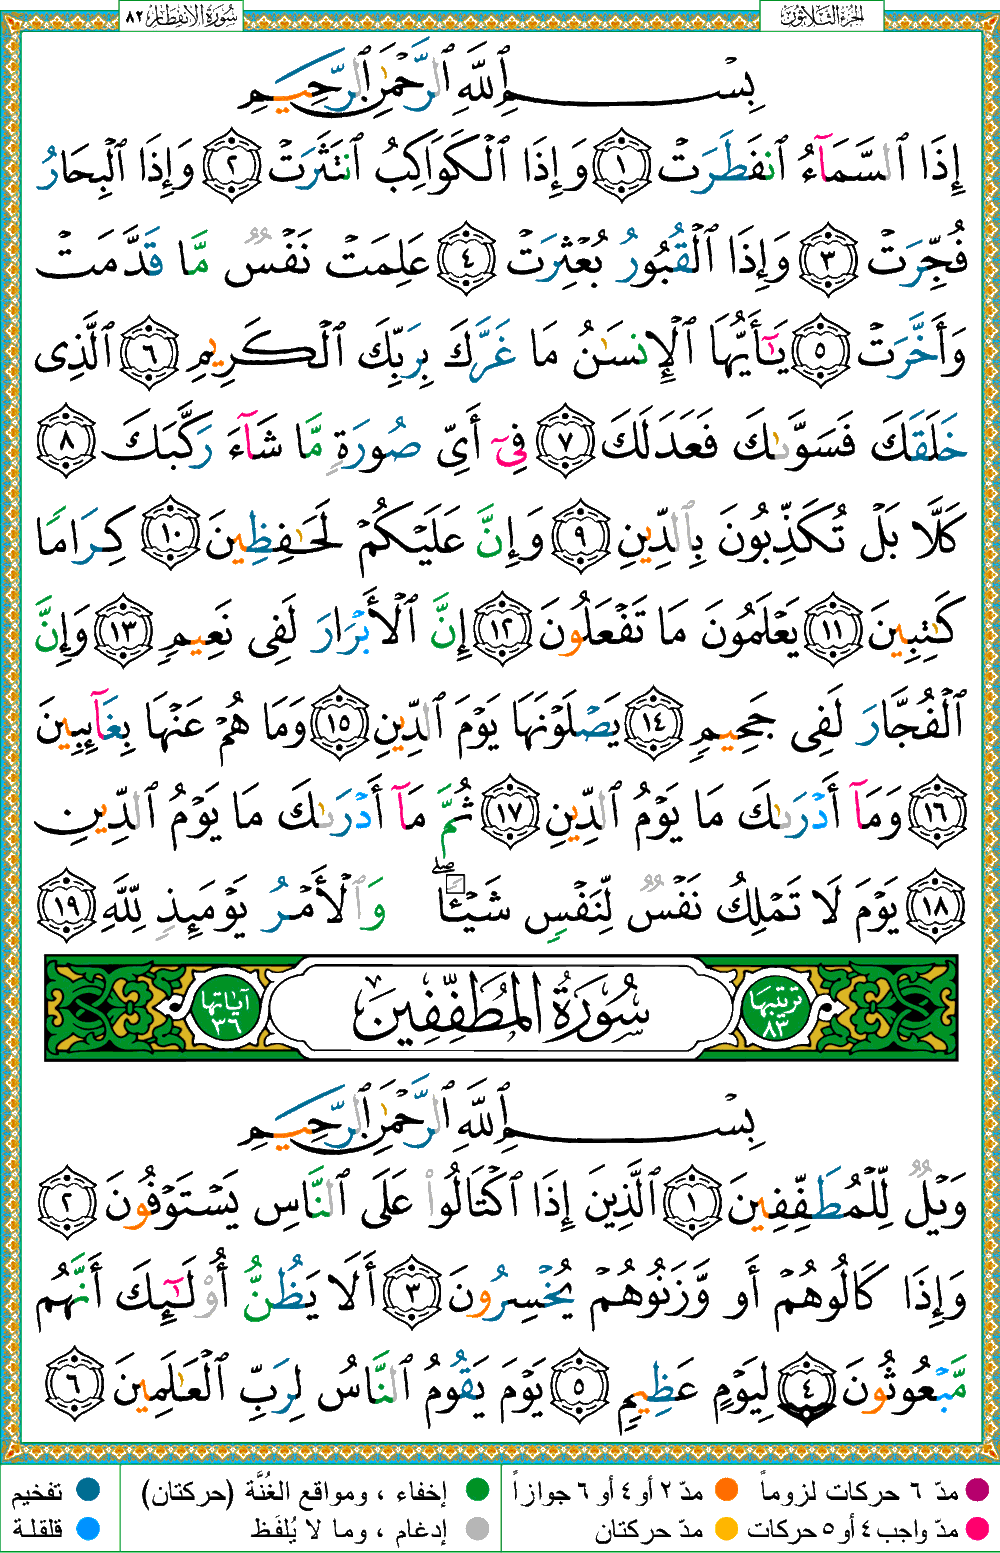 الجزء الثلاثون
سورة الانفطار ٨٢
بِسْمِ ٱللَّهِ ٱلرَّحْمَٰنِ ٱلرَّحِيمِ
إِذَا ٱلسَّمَآءُ ٱنفَطَرَتْ ١ وَإِذَا ٱلْكَوَاكِبُ ٱنتَثَرَتْ ٢ وَإِذَا ٱلْبِحَارُ
فُجِّرَتْ ٣ وَإِذَا ٱلْقُبُورُ بُعْثِرَتْ ٤ عَلِمَتْ نَفْسٌ مَّا قَدَّمَتْ
وَأَخَّرَتْ ٥ يَٰٓأَيُّهَا ٱلْإِنسَٰنُ مَا غَرَّكَ بِرَبِّكَ ٱلْكَرِيمِ ٦ ٱلَّذِى
خَلَقَكَ فَسَوَّىٰكَ فَعَدَلَكَ ٧ فِىٓ أَىِّ صُورَةٍ مَّا شَآءَ رَكَّبَكَ ٨
كَلَّا بَلْ تُكَذِّبُونَ بِٱلدِّينِ ٩ وَإِنَّ عَلَيْكُمْ لَحَٰفِظِينَ ١٠ كِرَامًا
كَٰتِبِينَ ١١ يَعْلَمُونَ مَا تَفْعَلُونَ ١٢ إِنَّ ٱلْأَبْرَارَ لَفِى نَعِيمٍ ١٣ وَإِنَّ
ٱلْفُجَّارَ لَفِى جَحِيمٍ ١٤ يَصْلَوْنَهَا يَوْمَ ٱلدِّينِ ١٥ وَمَا هُمْ عَنْهَا بِغَآئِبِينَ
١٦ وَمَآ أَدْرَىٰكَ مَا يَوْمُ ٱلدِّينِ ١٧ ثُمَّ مَآ أَدْرَىٰكَ مَا يَوْمُ ٱلدِّينِ
١٨ يَوْمَ لَا تَمْلِكُ نَفْسٌ لِّنَفْسٍ شَيْـًٔا ۖ وَٱلْأَمْرُ يَوْمَئِذٍ لِّلَّهِ ١٩
ترتيبها ٨٣ سُورَةُ المُطَفِّفِينَ آياتها ٣٦
بِسْمِ ٱللَّهِ ٱلرَّحْمَٰنِ ٱلرَّحِيمِ
وَيْلٌ لِّلْمُطَفِّفِينَ ١ ٱلَّذِينَ إِذَا ٱكْتَالُوا۟ عَلَى ٱلنَّاسِ يَسْتَوْفُونَ ٢
وَإِذَا كَالُوهُمْ أَو وَّزَنُوهُمْ يُخْسِرُونَ ٣ أَلَا يَظُنُّ أُو۟لَٰٓئِكَ أَنَّهُم
مَّبْعُوثُونَ ٤ لِيَوْمٍ عَظِيمٍ ٥ يَوْمَ يَقُومُ ٱلنَّاسُ لِرَبِّ ٱلْعَٰلَمِينَ ٦
مدّ ٦ حركات لزوماً مدّ ٢ أو ٤ أو ٦ جوازاً إخفاء ، ومواقع الغُنَّة (حركتان) تفخيم
مدّ واجب ٤ أو ٥ حركات مدّ حركتان إدغام ، وما لا يُلفَظ قلقلة